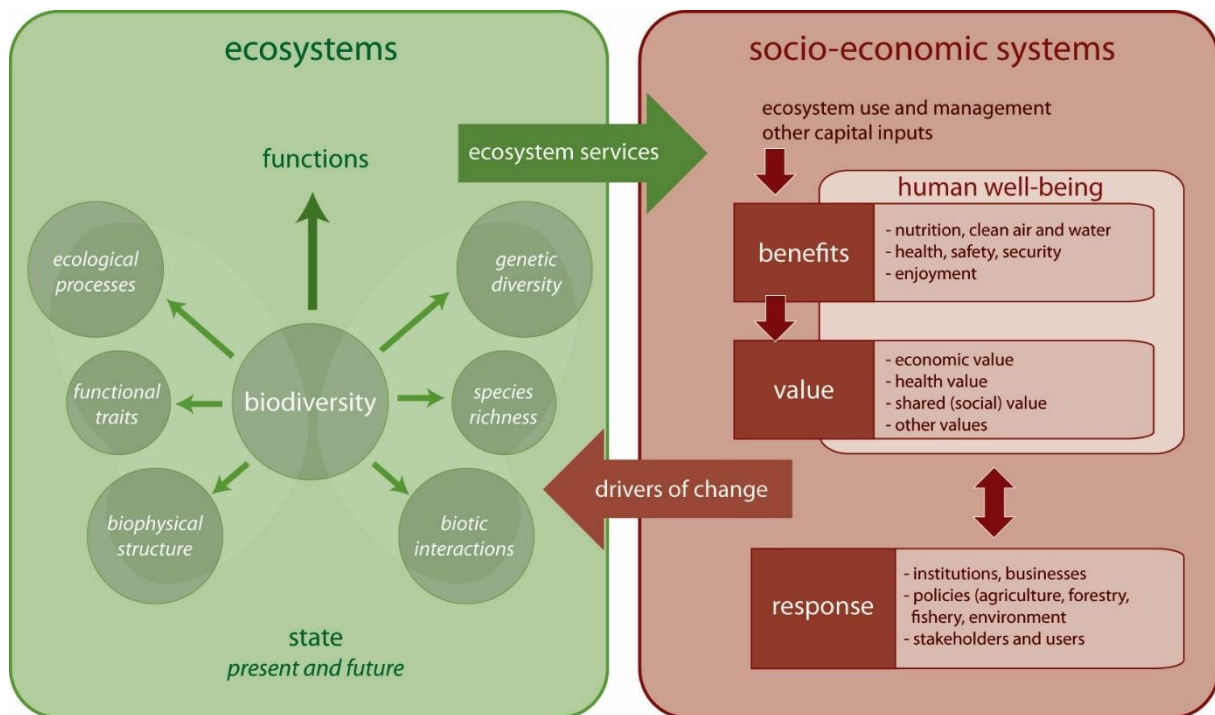 ecosystems
functions
ecological
processes
genetic
diversity
functional
traits
biodiversity
species
richness
biophysical
structure
biotic
interactions
state
present and future
ecosystem services
drivers of change
socio-economic systems
ecosystem use and management
other capital inputs
human well-being
benefits
- nutrition, clean air and water
- health, safety, security
- enjoyment
value
- economic value
- health value
- shared (social) value
- other values
response
- institutions, businesses
- policies (agriculture, forestry,
fishery, environment
- stakeholders and users